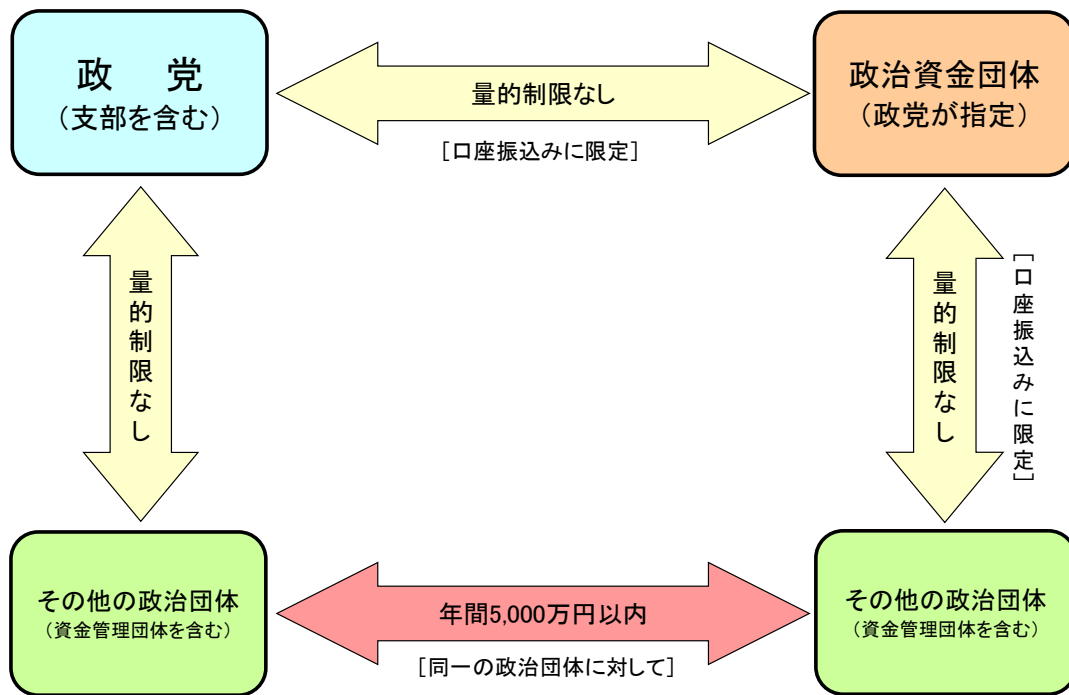 政　党
（支部を含む）
量的制限なし
［口座振込みに限定］
政治資金団体
（政党が指定）
量的制限なし
量的制限なし
［口座振込みに限定］
その他の政治団体
（資金管理団体を含む）
年間5,000万円以内
［同一の政治団体に対して］
その他の政治団体
（資金管理団体を含む）